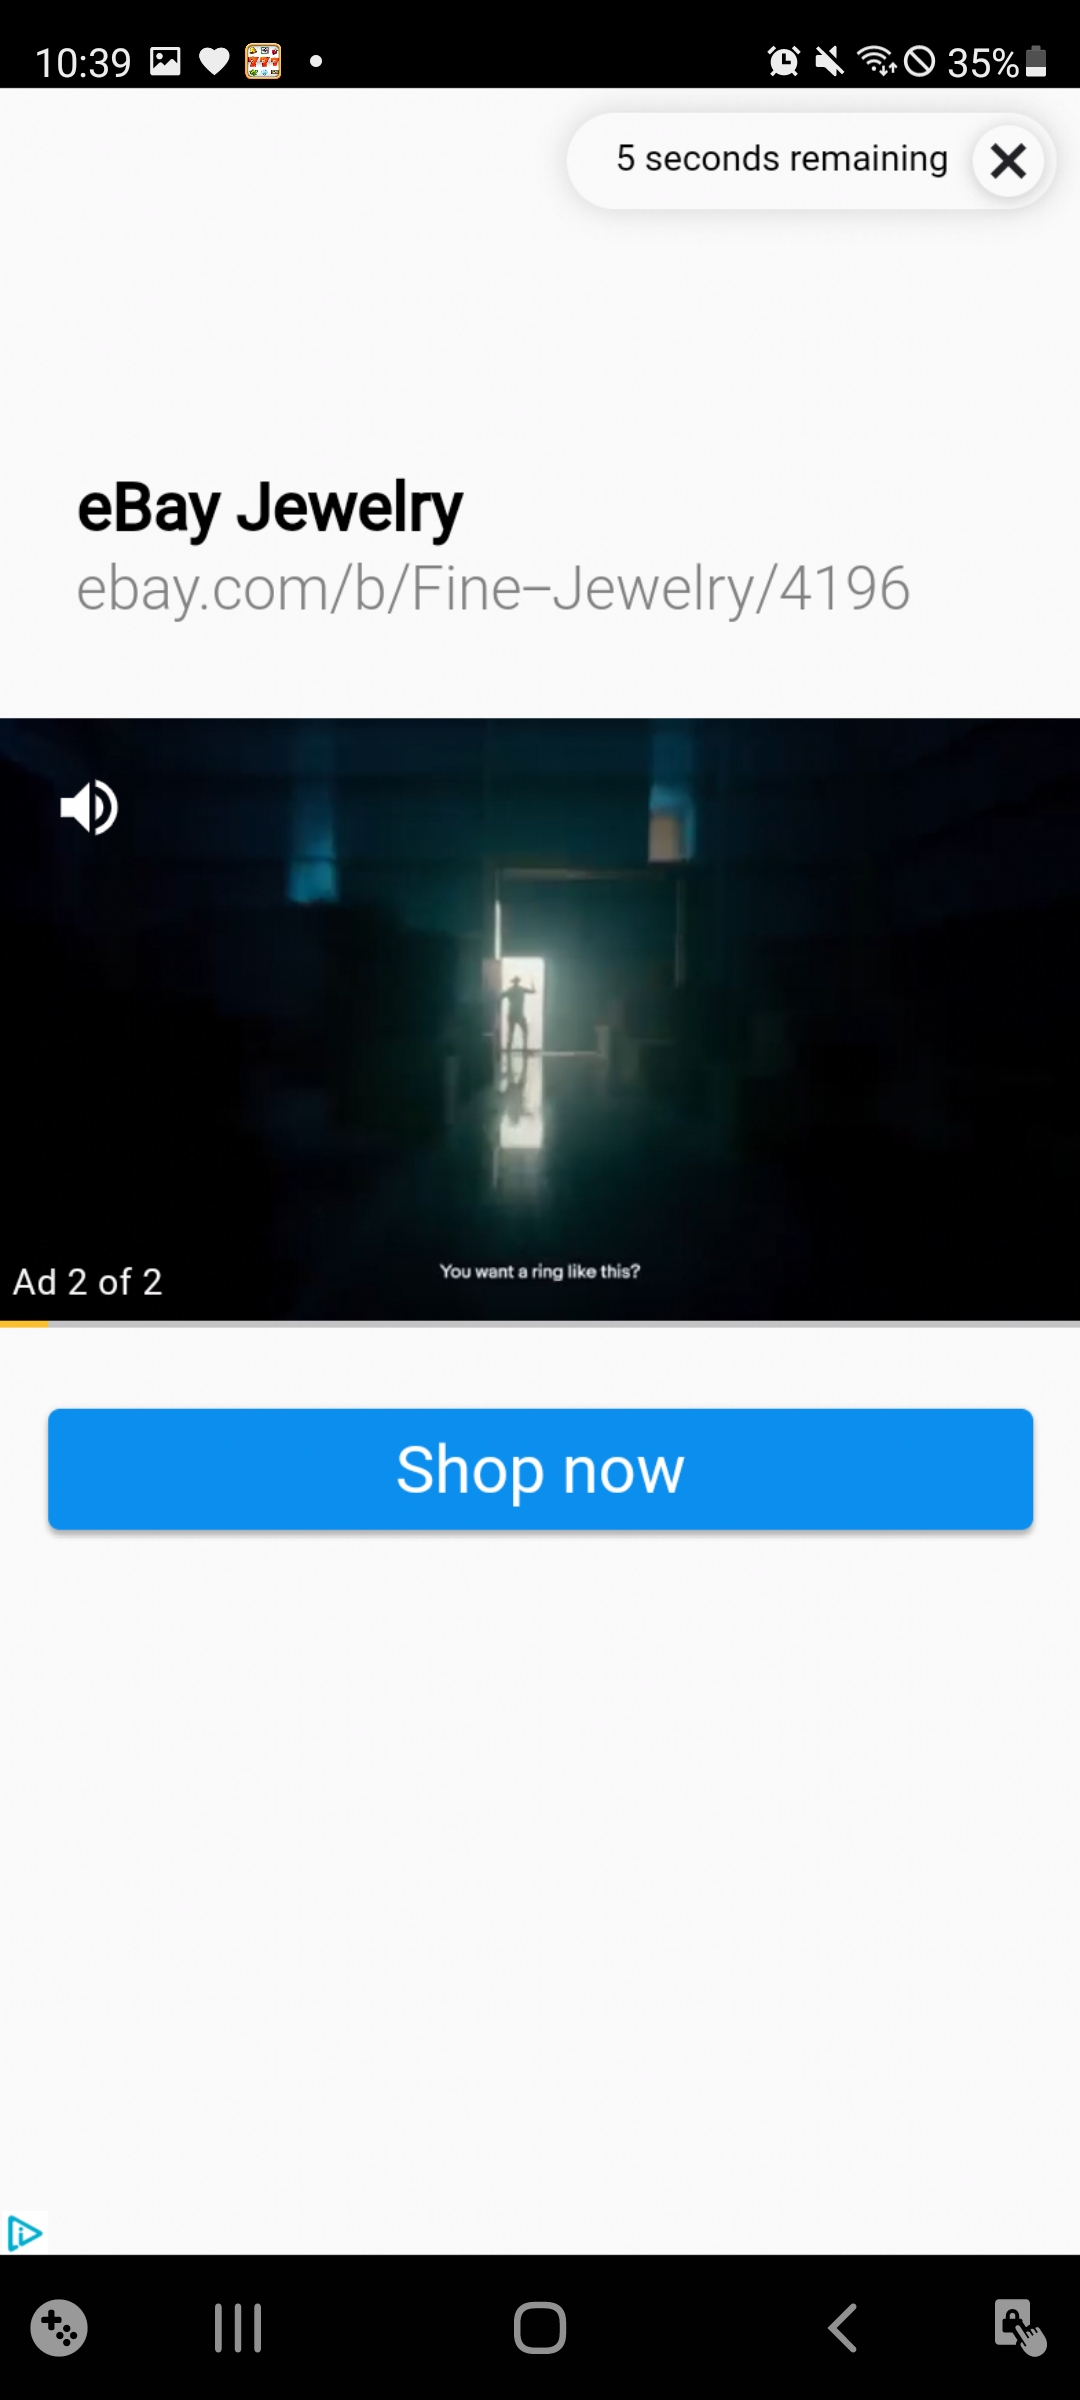 10:39
35%
5 seconds remaining
eBay Jewelry
ebay.com/b/Fine-Jewelry/4196
You want a ring like this?
Ad 2 of 2
Shop now